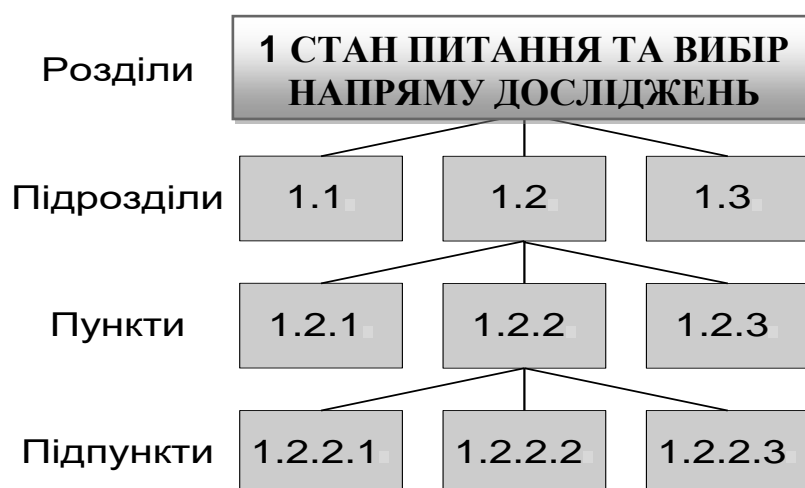 Розділи
1 СТАН ПИТАННЯ ТА ВИБІР
НАПРЯМУ ДОСЛІДЖЕНЬ
Підрозділи 1.1 1.2 1.3
Пункти 1.2.1 1.2.2 1.2.3
Підпункти 1.2.2.1 1.2.2.2 1.2.2.3